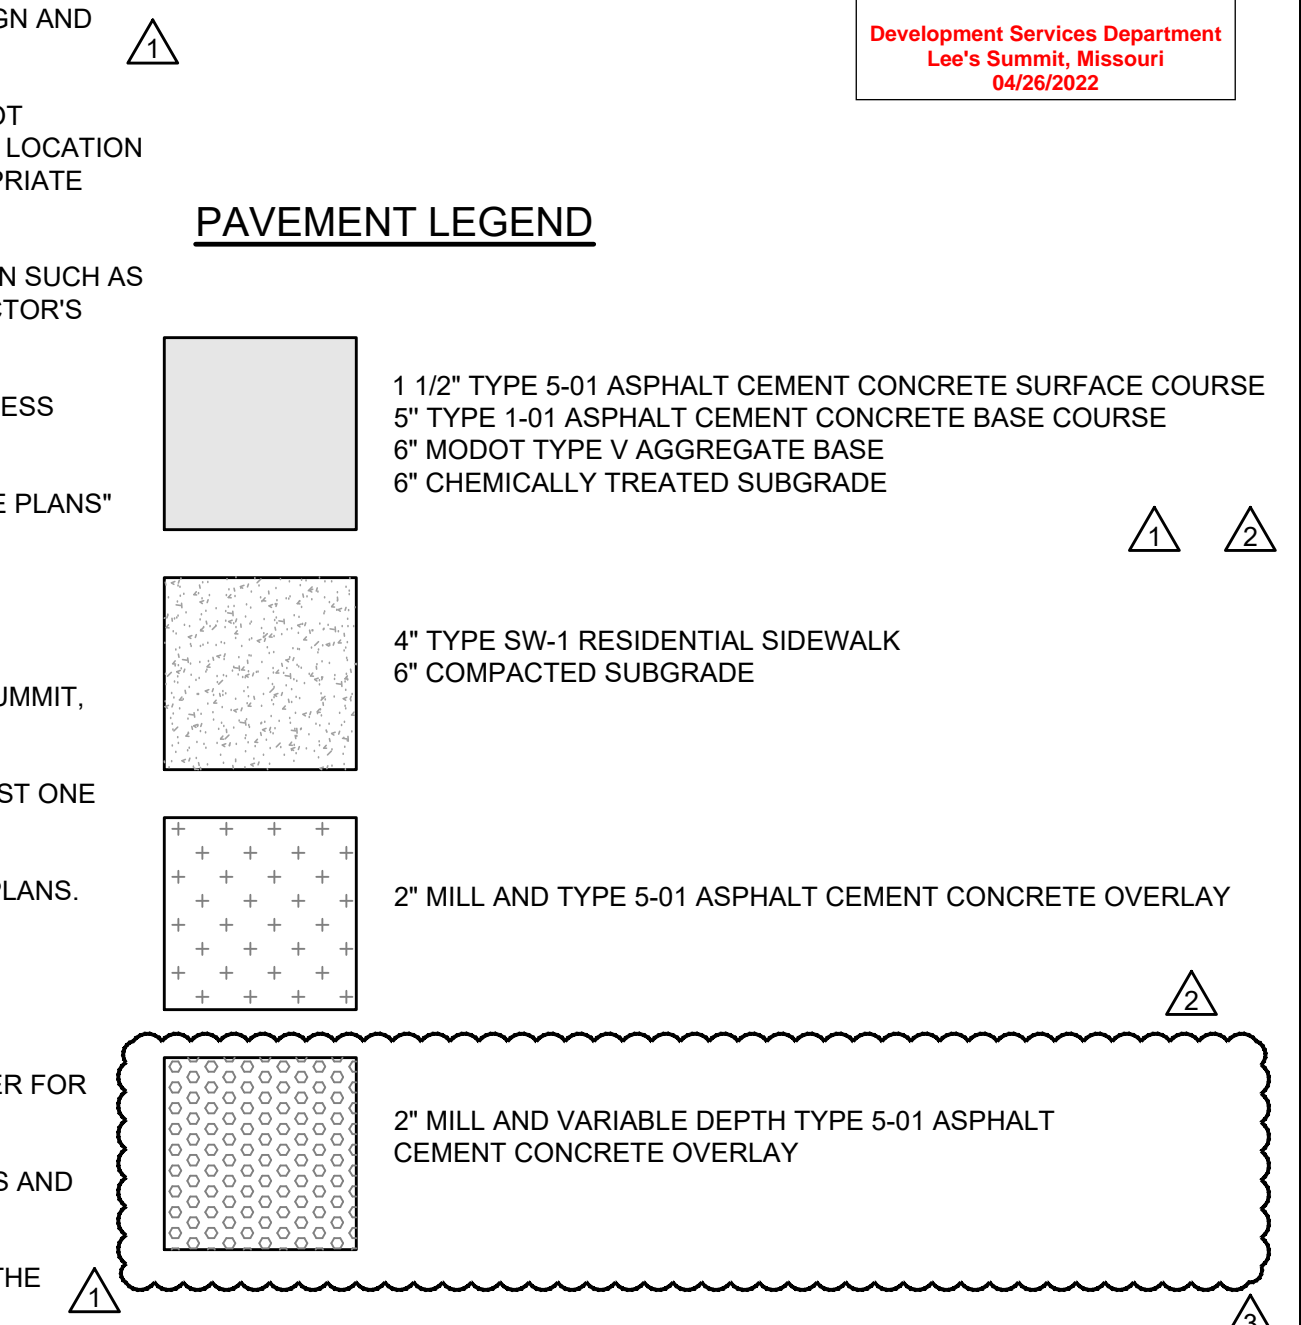 GN AND
1
Development Services Department
Lee's Summit, Missouri
04/26/2022
OT
LOCATION
PRIATE
PAVEMENT LEGEND
N SUCH AS
CTOR'S
1 1/2" TYPE 5-01 ASPHALT CEMENT CONCRETE SURFACE COURSE
ESS
5" TYPE 1-01 ASPHALT CEMENT CONCRETE BASE COURSE
6" MODOT TYPE V AGGREGATE BASE
6" CHEMICALLY TREATED SUBGRADE
E PLANS"
1
2
4" TYPE SW-1 RESIDENTIAL SIDEWALK
6" COMPACTED SUBGRADE
UMMIT,
ST ONE
PLANS.
2" MILL AND TYPE 5-01 ASPHALT CEMENT CONCRETE OVERLAY
2
ER FOR
2" MILL AND VARIABLE DEPTH TYPE 5-01 ASPHALT
CEMENT CONCRETE OVERLAY
S AND
THE
1
3